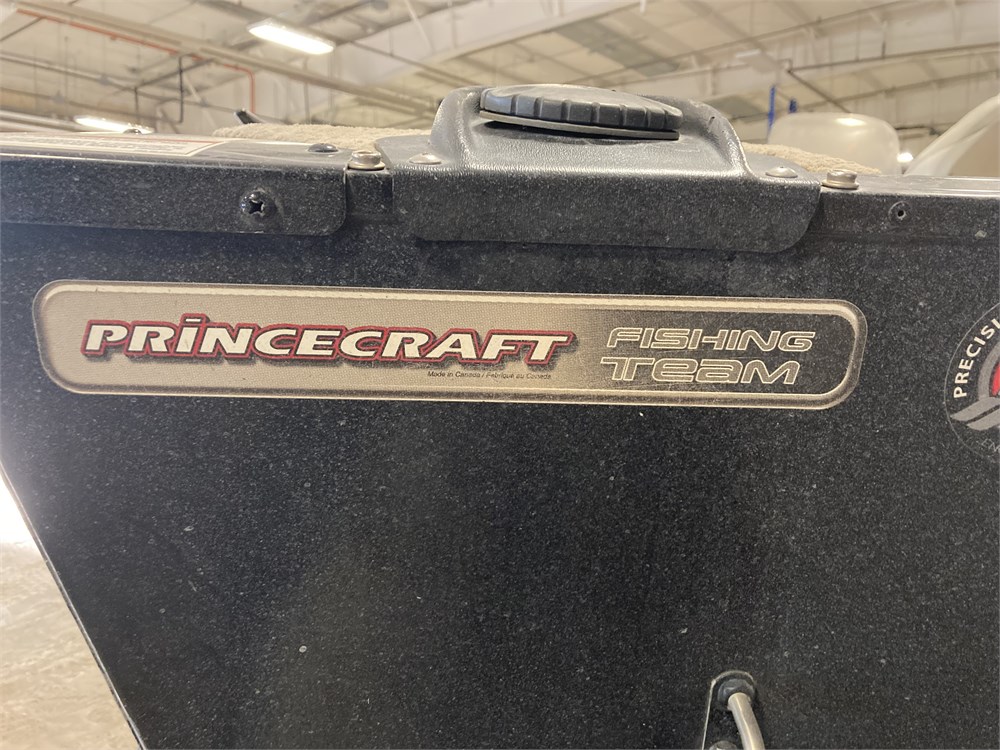 PRiNCECRAFT
Made in Canada / Fabriqué au Canada
FISHING
TeaM